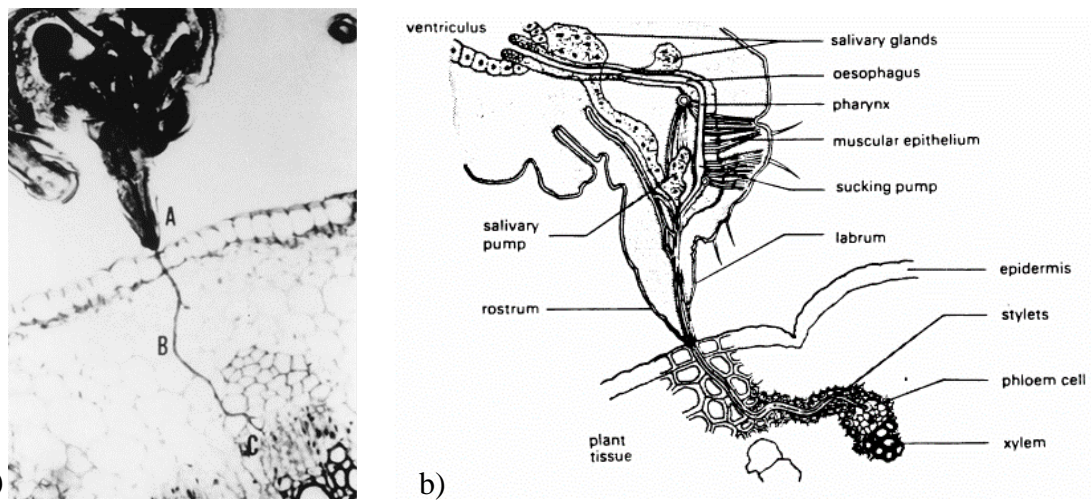 A
B
C
)
b)
ventriculus
salivary glands
oesophagus
pharynx
muscular epithelium
sucking pump
salivary
pump
labrum
epidermis
rostrum
stylets
phloem cell
plant
tissue
xylem